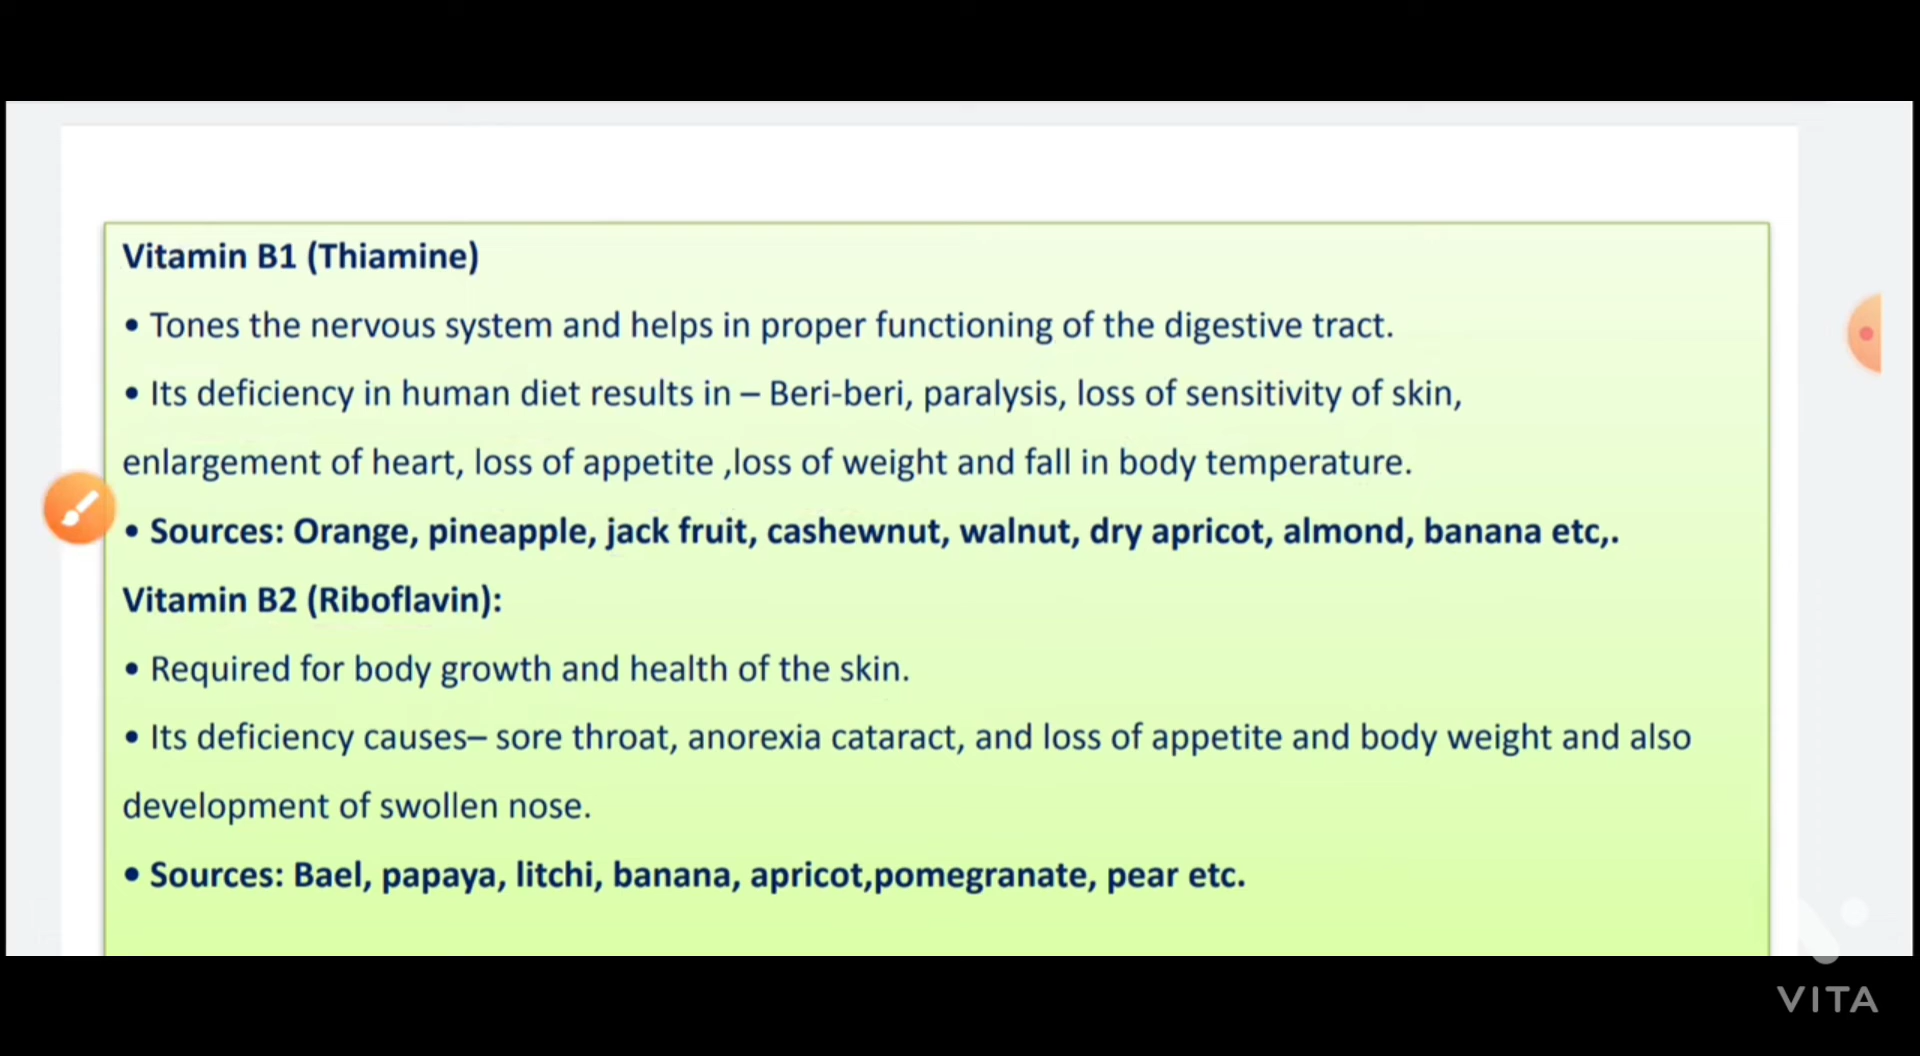 Vitamin B1 (Thiamine)
• Tones the nervous system and helps in proper functioning of the digestive tract.
• Its deficiency in human diet results in – Beri-beri, paralysis, loss of sensitivity of skin,
enlargement of heart, loss of appetite ,loss of weight and fall in body temperature.
• Sources: Orange, pineapple, jack fruit, cashewnut, walnut, dry apricot, almond, banana etc,.
Vitamin B2 (Riboflavin):
• Required for body growth and health of the skin.
• Its deficiency causes– sore throat, anorexia cataract, and loss of appetite and body weight and also
development of swollen nose.
• Sources: Bael, papaya, litchi, banana, apricot,pomegranate, pear etc.
VITA